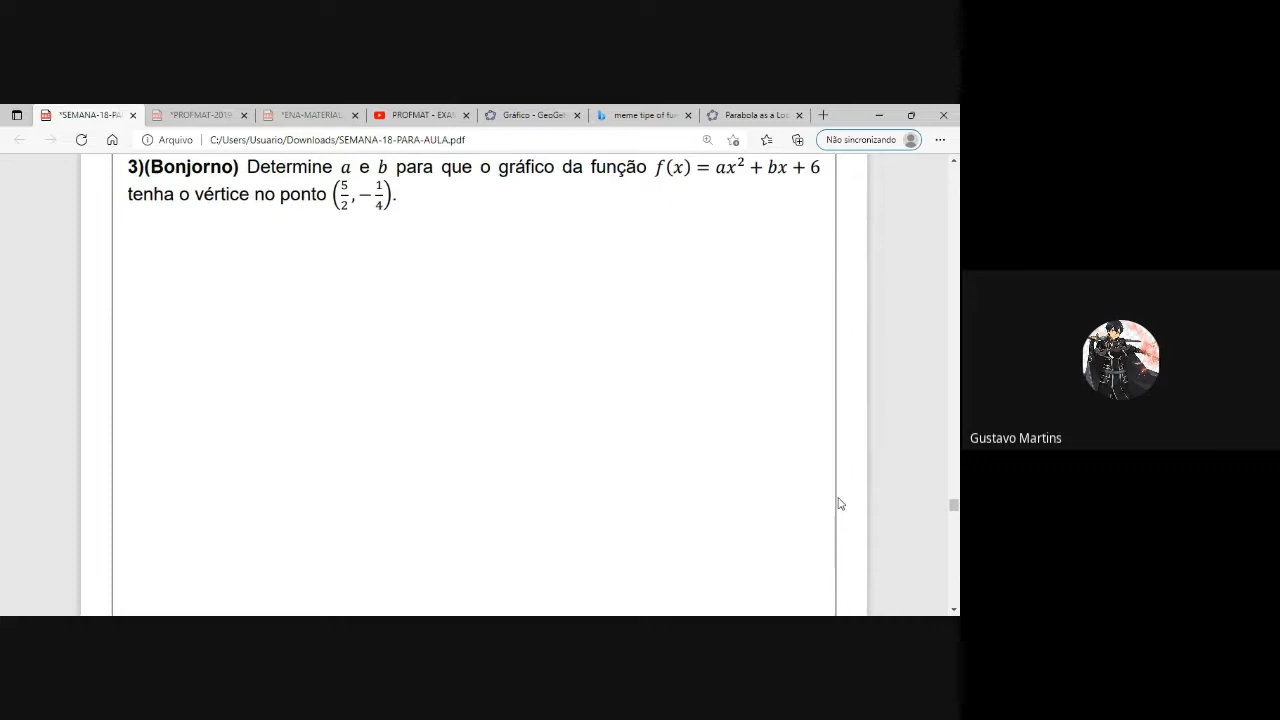 *SEMANA-18-PA
*PROFMAT-2019
*ENA-MATERIAL
PROFMAT - EXA
Gráfico - GeoGe
meme tipe of fu
Parabola as a Lo
Arquivo
C:/Users/Usuario/Downloads/SEMANA-18-PARA-AULA.pdf
Não sincronizando
3)(Bonjorno) Determine a e b para que o gráfico da função f(x) = ax² + bx + 6
tenha o vértice no ponto (5/2, −1/4).
Gustavo Martins